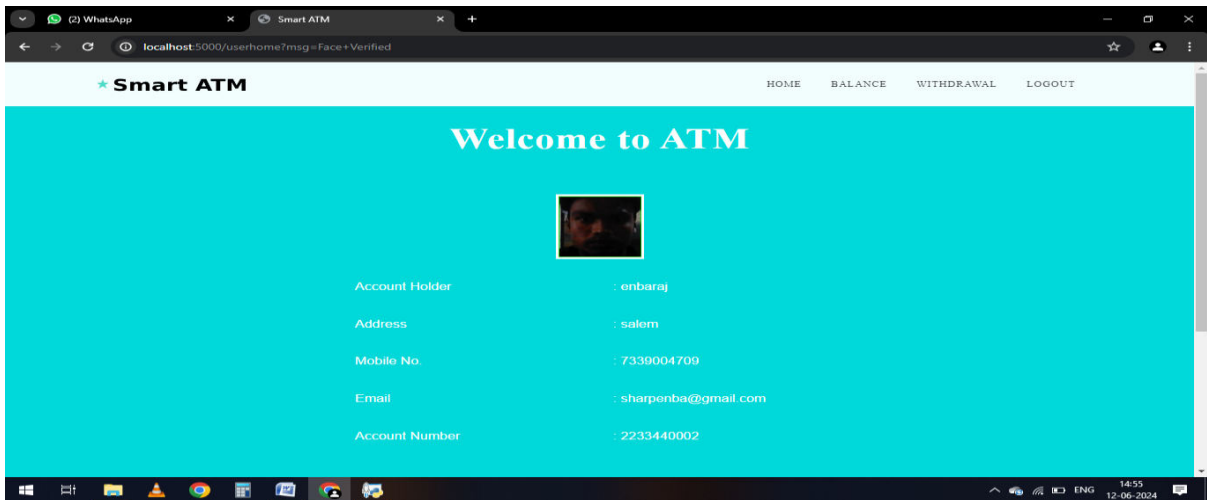 (2) WhatsApp
Smart ATM
localhost:5000/userhome?msg=Face+Verified
Smart ATM
HOME BALANCE WITHDRAWAL LOGOUT
Welcome to ATM
Account Holder : enbaraj
Address : salem
Mobile No. : 7339004709
Email : sharpenba@gmail.com
Account Number : 2233440002
ENG
14:55
12-06-2024